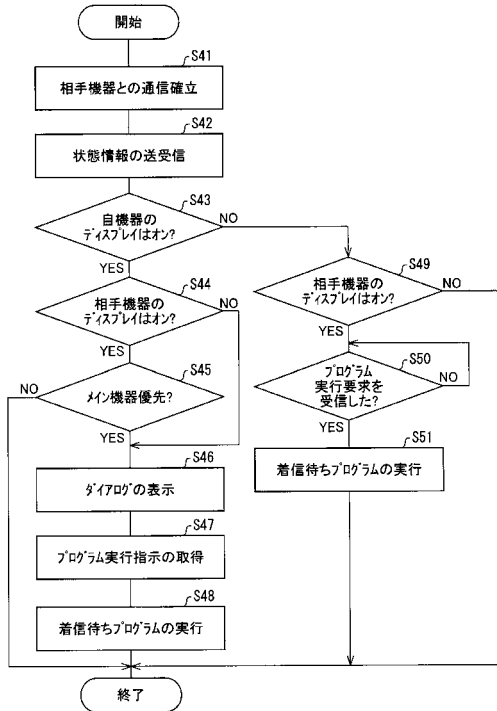 開始
S41
相手機器との通信確立
S42
状態情報の送受信
S43
自機器の
ディスプレイはオン?
NO
YES
S44
相手機器の
ディスプレイはオン?
NO
YES
S45
メイン機器優先?
NO
YES
S46
ダイアログの表示
S47
プログラム実行指示の取得
S48
着信待ちプログラムの実行
S49
相手機器の
ディスプレイはオン?
NO
YES
S50
プログラム
実行要求を
受信した?
NO
YES
S51
着信待ちプログラムの実行
終了